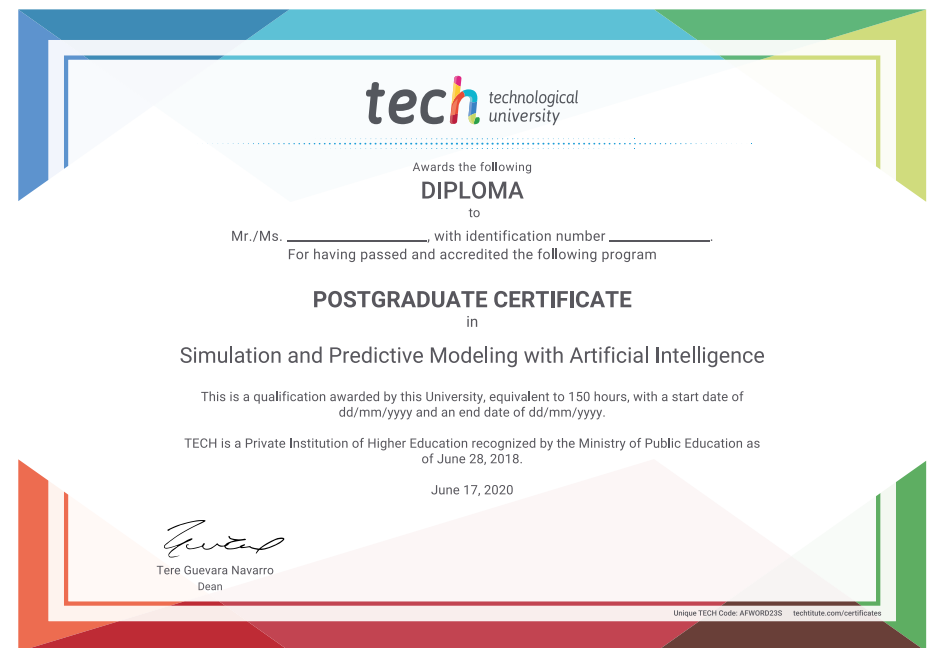 tech technological
university
Awards the following
DIPLOMA
to
Mr./Ms. ____________, with identification number ____________.
For having passed and accredited the following program
POSTGRADUATE CERTIFICATE
in
Simulation and Predictive Modeling with Artificial Intelligence
This is a qualification awarded by this University, equivalent to 150 hours, with a start date of
dd/mm/yyyy and an end date of dd/mm/yyyy.
TECH is a Private Institution of Higher Education recognized by the Ministry of Public Education as
of June 28, 2018.
June 17, 2020
Tere Guevara Navarro
Dean
Unique TECH Code: AFWORD23S techtitute.com/certificates